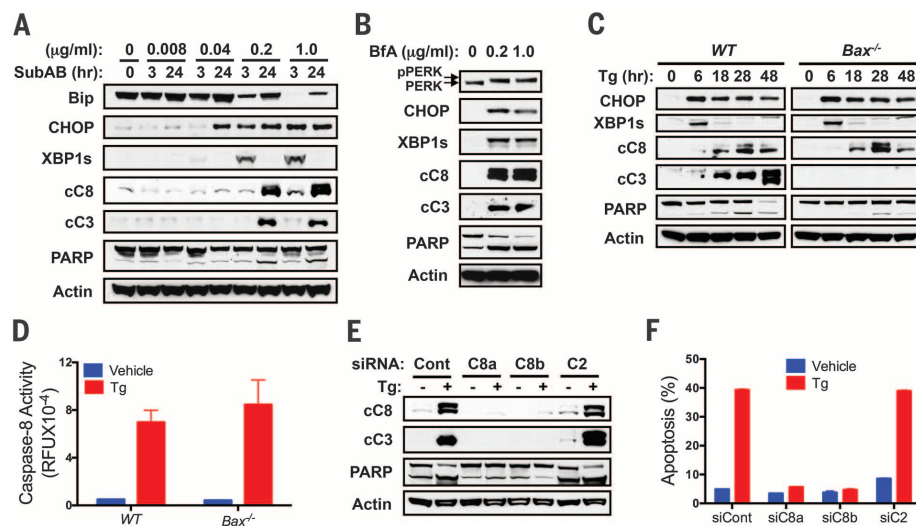 A
(μg/ml): 0 0.008 0.04 0.2 1.0
SubAB (hr): 0 3 24 3 24 3 24 3 24
Bip
CHOP
XBP1s
cC8
cC3
PARP
Actin
B
BfA (μg/ml): 0 0.2 1.0
pPERK
PERK
CHOP
XBP1s
cC8
cC3
PARP
Actin
C
WT Bax-/-
Tg (hr): 0 6 18 28 48 0 6 18 28 48
CHOP
XBP1s
cC8
cC3
PARP
Actin
D
Caspase-8 Activity
(RFUX10-4)
12
8
4
0
Vehicle
Tg
WT Bax-/-
E
siRNA: Cont C8a C8b C2
Tg: - + - + - + - +
cC8
cC3
PARP
Actin
F
Apoptosis (%)
50
40
30
20
10
0
Vehicle
Tg
siCont siC8a siC8b siC2